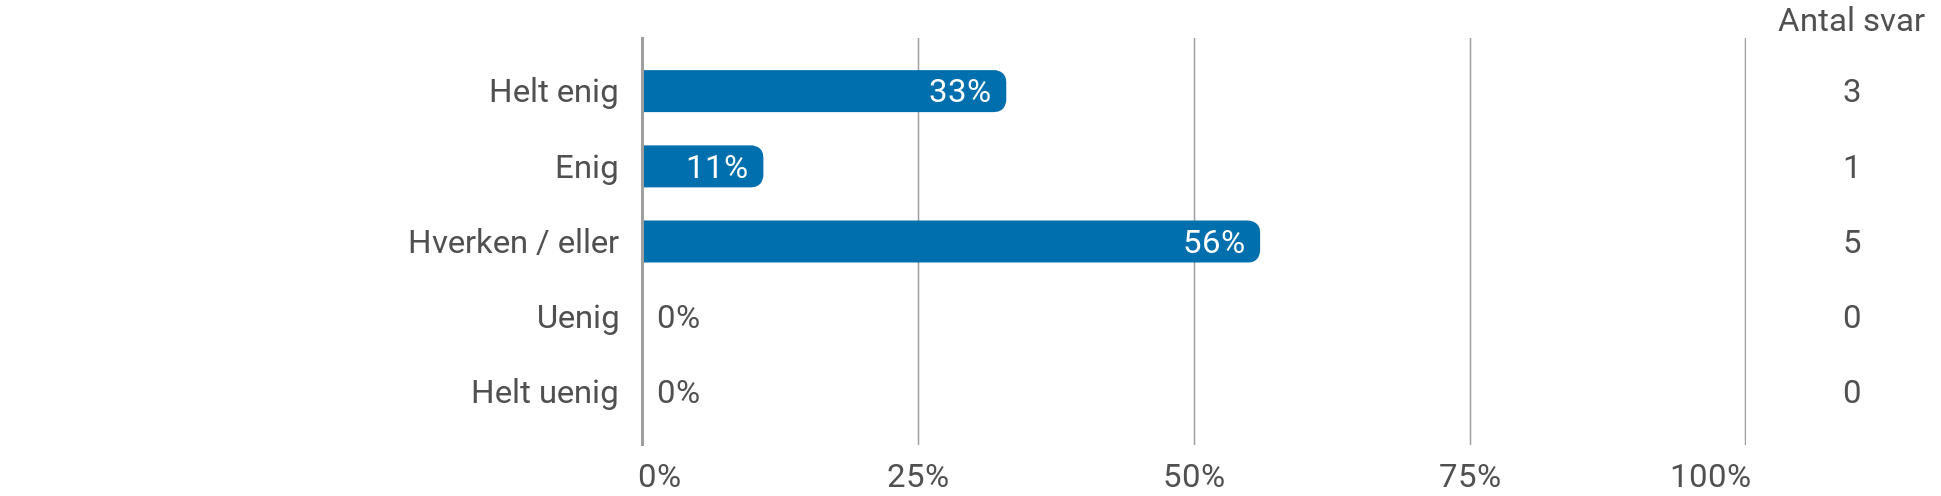 Antal svar
Helt enig 33% 3
Enig 11% 1
Hverken / eller 56% 5
Uenig 0% 0
Helt uenig 0% 0
0% 25% 50% 75% 100%